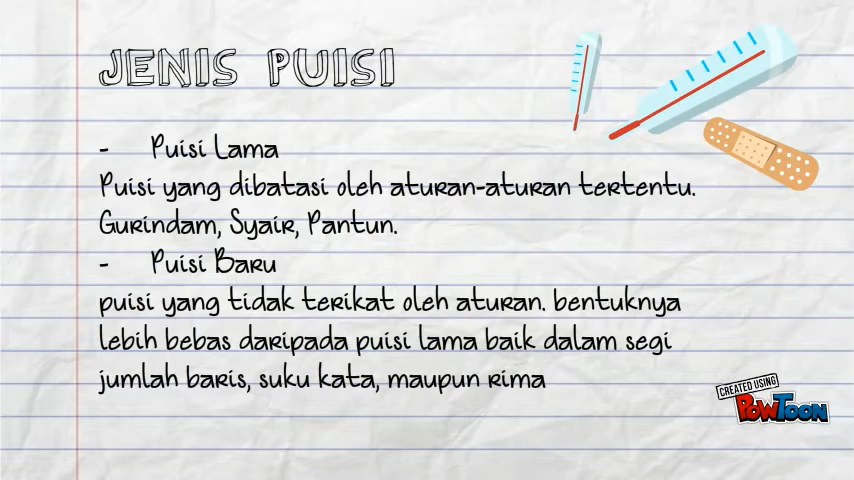 JENIS PUISI
- Puisi Lama
Puisi yang dibatasi oleh aturan-aturan tertentu.
Gurindam, Syair, Pantun.
- Puisi Baru
puisi yang tidak terikat oleh aturan. bentuknya
lebih bebas daripada puisi lama baik dalam segi
jumlah baris, suku kata, maupun rima
CREATED USING
POWTOON